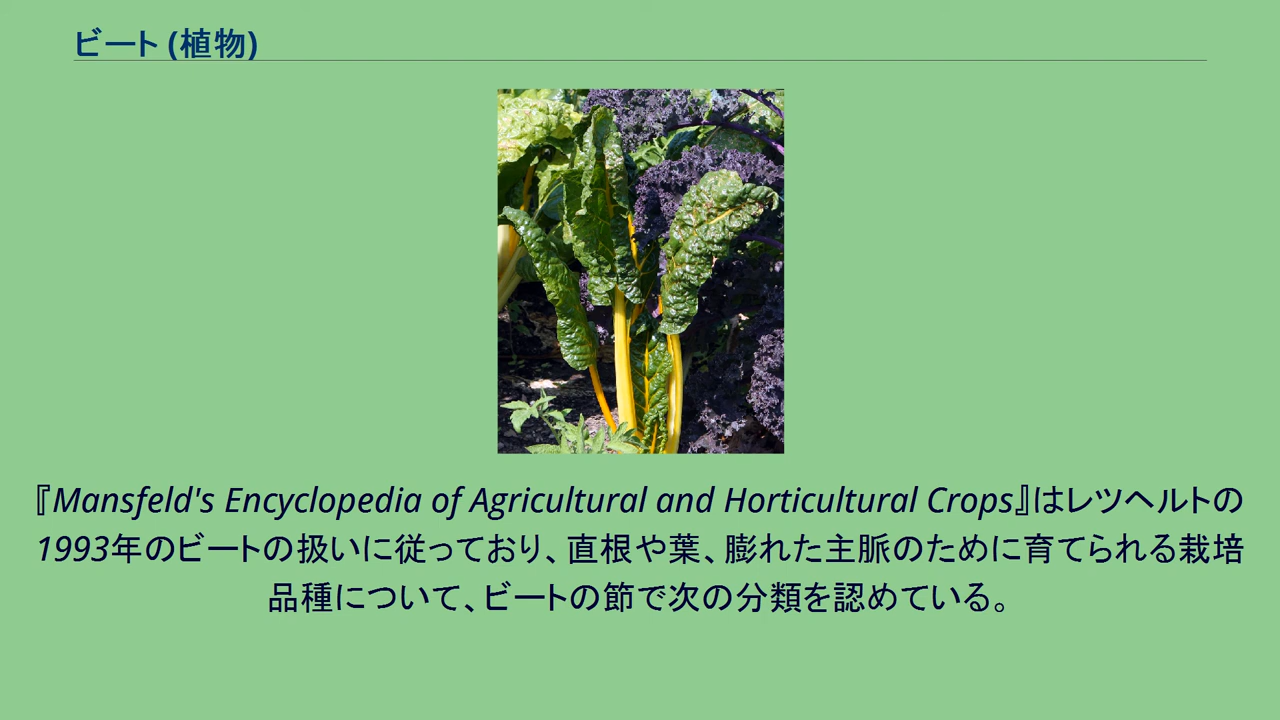 ビート (植物)
『Mansfeld's Encyclopedia of Agricultural and Horticultural Crops』はレツヘルトの
1993年のビートの扱いに従っており、直根や葉、膨れた主脈のために育てられる栽培
品種について、ビートの節で次の分類を認めている。